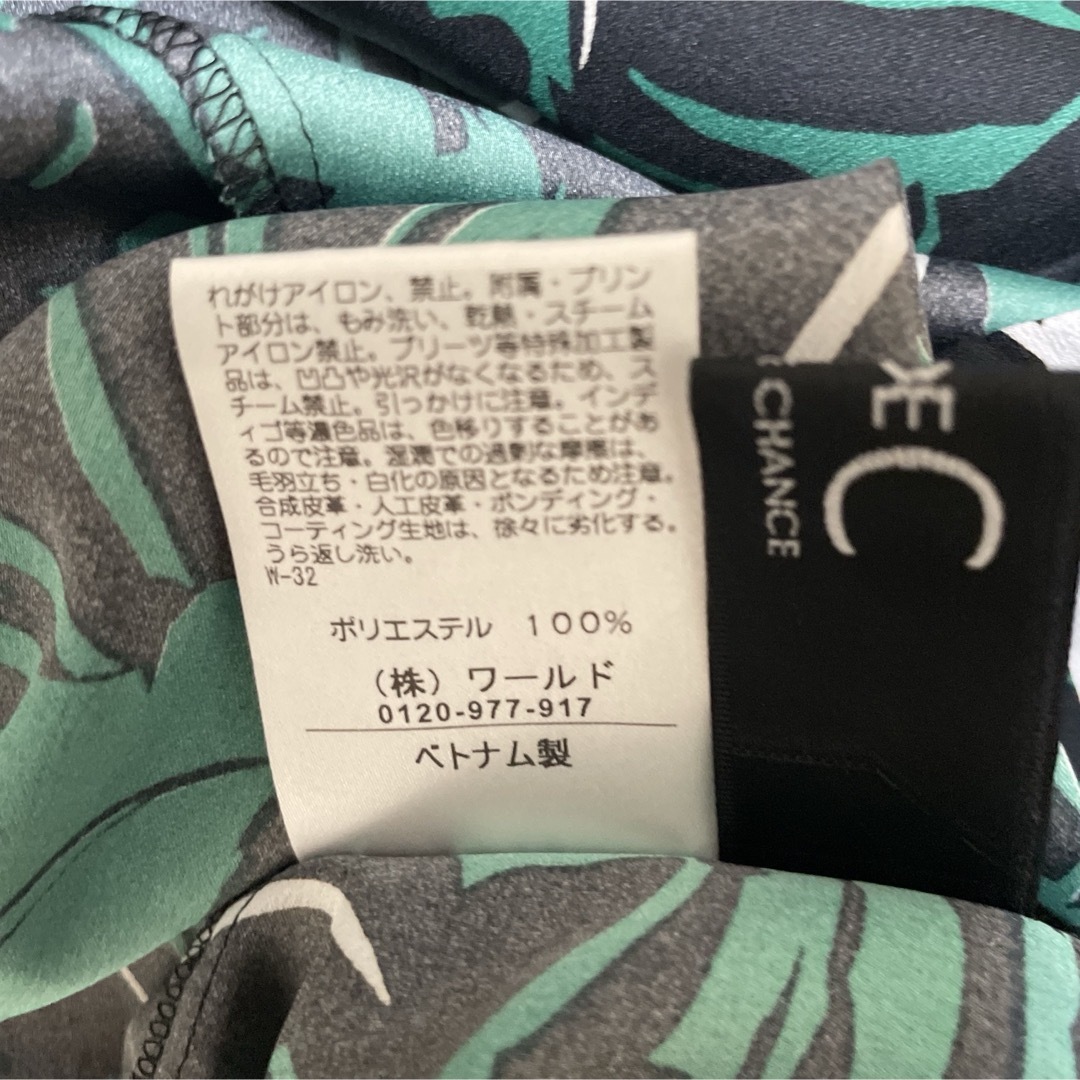 れがけアイロン、禁止。附属・プリン
ト部分は、もみ洗い、乾熱・スチーム
アイロン禁止。プリーツ等特殊加工製
品は、凹凸や光沢がなくなるため、ス
チーム禁止。引っかけに注意。インデ
ィゴ等濃色品は、色移りすることがあ
るので注意。湿潤での過剰な摩擦は、
毛羽立ち・白化の原因となるため注意。
合成皮革・人工皮革・ボンディング・
コーティング生地は、徐々に劣化する。
うら返し洗い。
W-32
ポリエステル 100%
(株)ワールド
0120-977-917
ベトナム製
C
CHANCE